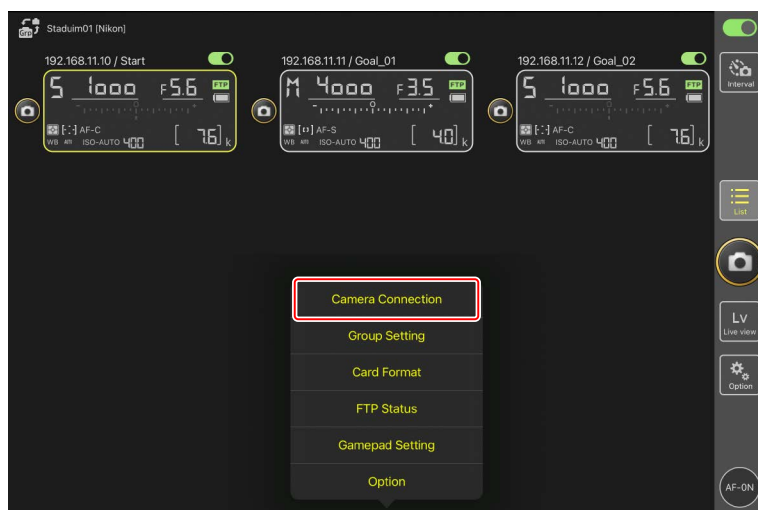 Grp
Staduim01 [Nikon]
192.168.11.10 / Start
S 1000 F5.6 FTP
AF-C
WB ISO-AUTO 400 [ 7.6] k
192.168.11.11 / Goal_01
M 4000 F3.5 FTP
AF-S
WB ISO-AUTO 400 [ 4.0] k
192.168.11.12 / Goal_02
S 1000 F5.6 FTP
AF-C
WB ISO-AUTO 400 [ 7.6] k
Interval
List
Lv
Live view
Option
AF-ON
Camera Connection
Group Setting
Card Format
FTP Status
Gamepad Setting
Option